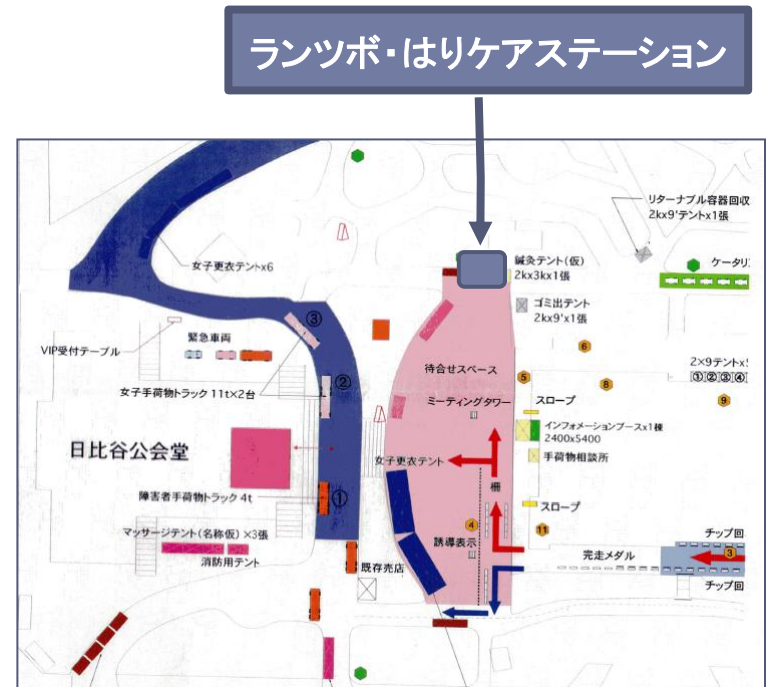 ランツボ・はりケアステーション
リターナブル容器回収
2kx9'テントx1張
女子更衣テントx6
鍼灸テント(仮)
2kx3kx1張
ケータリ
ゴミ出テント
2kx9'x1張
③
緊急車両
VIP受付テーブル
⑥
待合せスペース
2×9テントx
①②③④
⑤
⑧
女子手荷物トラック 11t×2台
②
ミーティングタワー
スロープ
⑨
インフォメーションブースx1棟
2400x5400
日比谷公会堂
女子更衣テント
手荷物相談所
柵
障害者手荷物トラック 4t
①
スロープ
④
⑪
マッサージテント(名称仮)×3張
誘導表示
チップ回
消防用テント
既存売店
完走メダル
③
チップ回